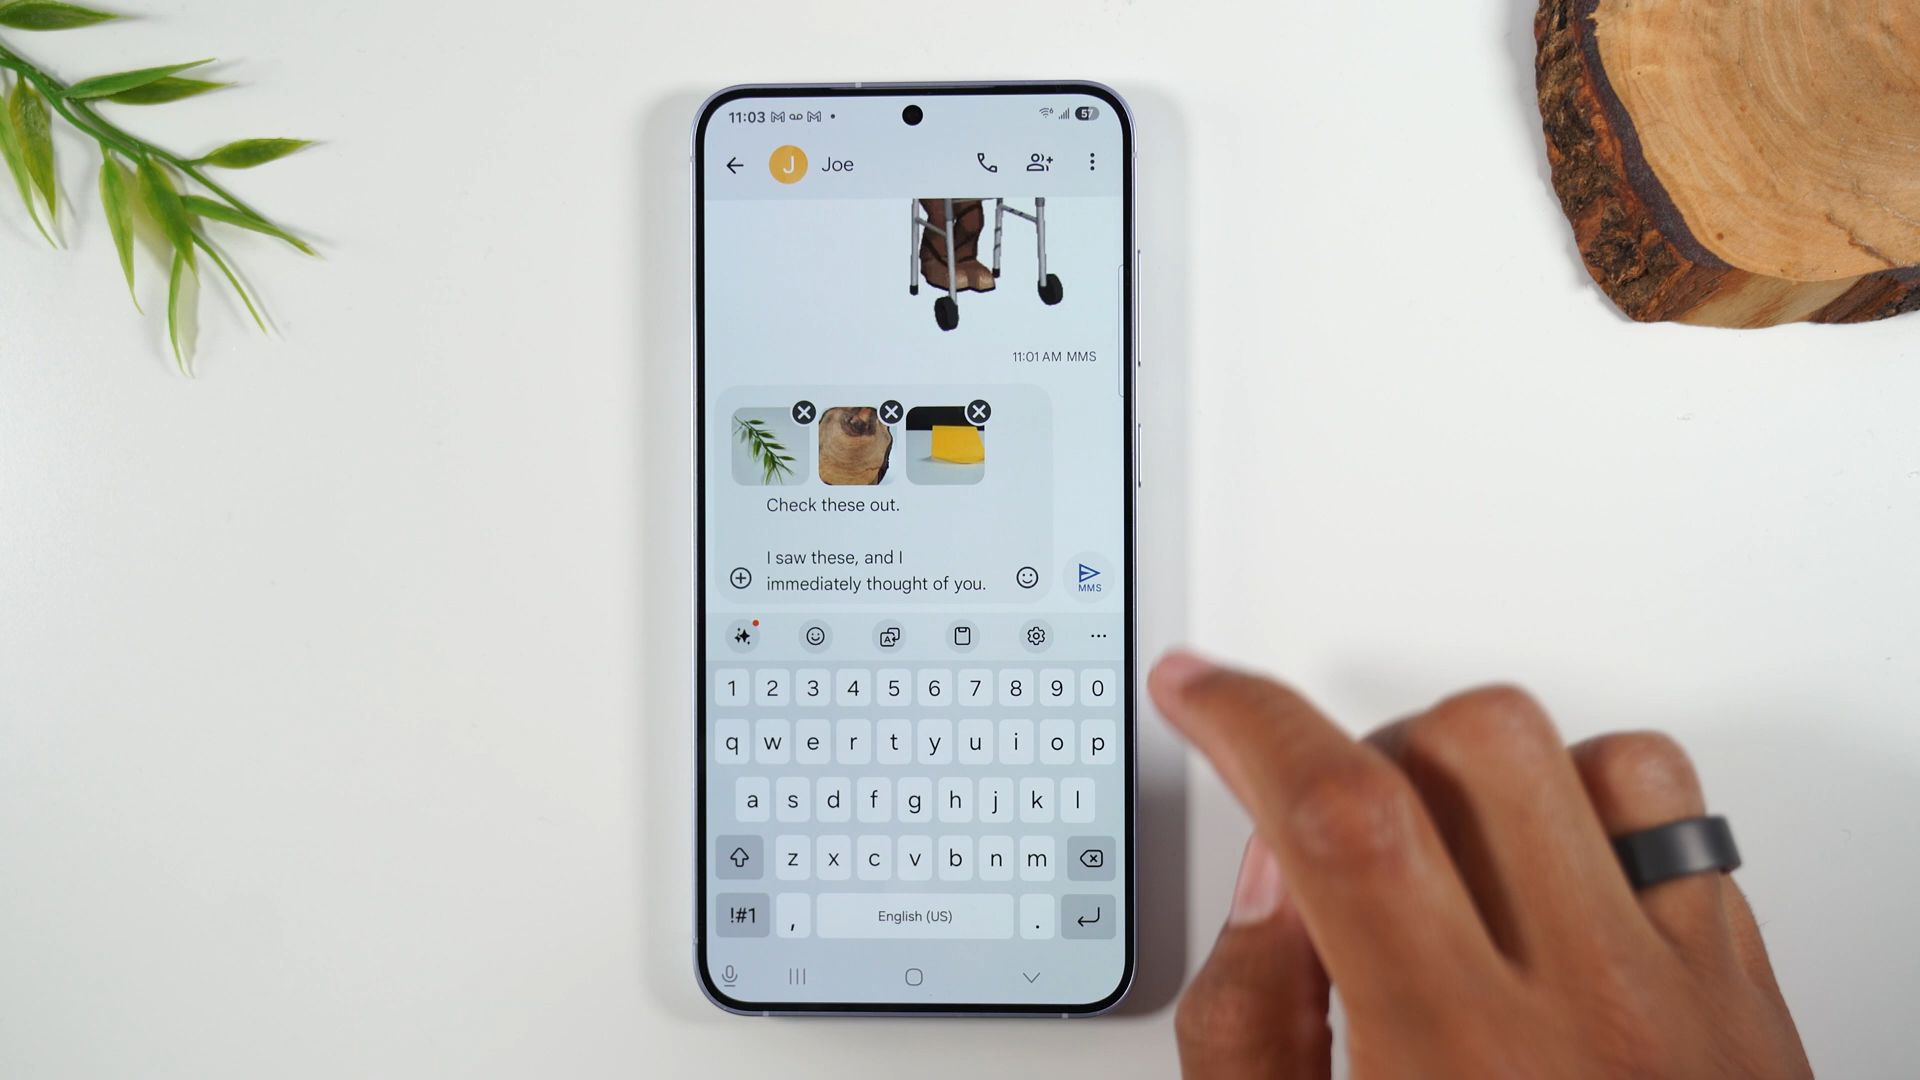 11:03 57
J Joe
11:01 AM MMS
Check these out.
I saw these, and I
immediately thought of you.
MMS
1 2 3 4 5 6 7 8 9 0
q w e r t y u i o p
a s d f g h j k l
z x c v b n m
!#1 , English (US) .